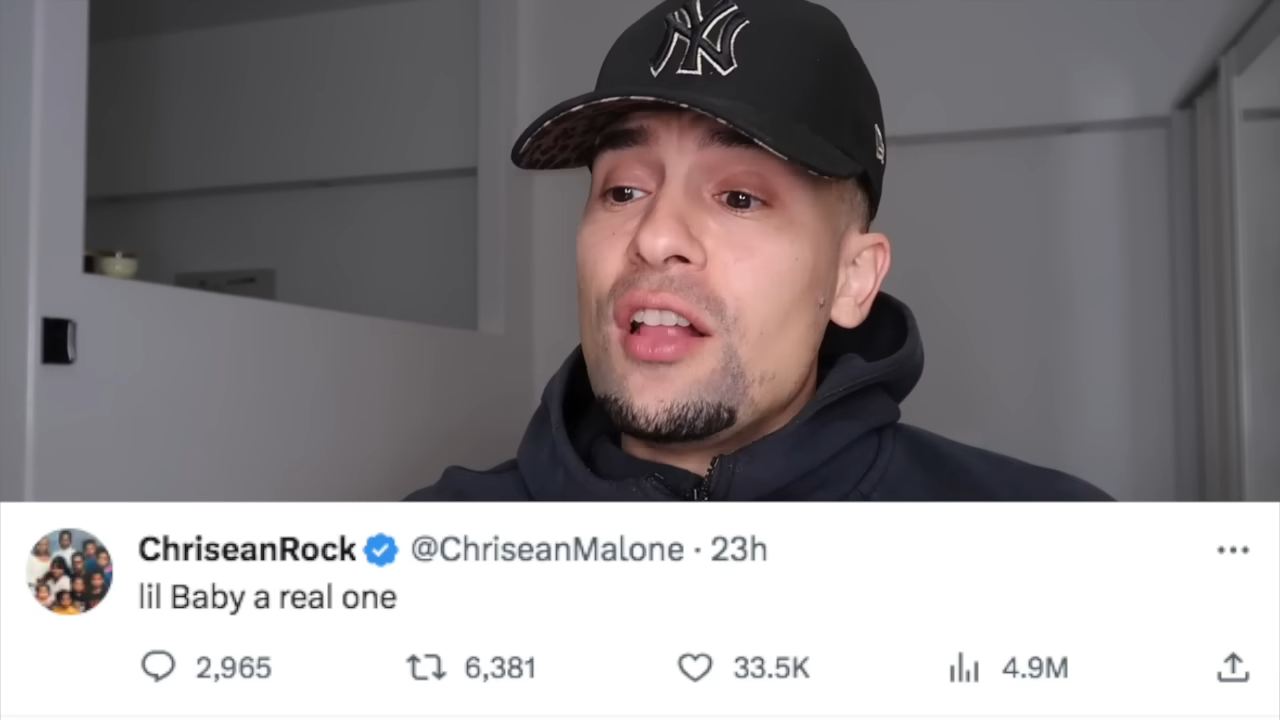 NY
ChriseanRock @ChriseanMalone · 23h
lil Baby a real one
2,965 6,381 33.5K 4.9M